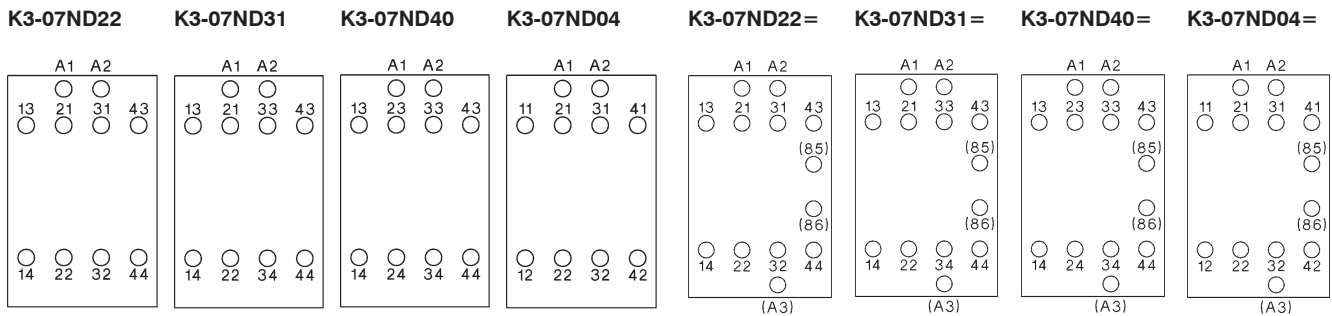 K3-07ND22 K3-07ND31 K3-07ND40 K3-07ND04 K3-07ND22= K3-07ND31= K3-07ND40= K3-07ND04=
A1 A2 A1 A2 A1 A2 A1 A2 A1 A2 A1 A2 A1 A2 A1 A2
13 21 31 43 13 21 33 43 13 23 33 43 11 21 31 41 13 21 31 43 13 21 33 43 13 23 33 43 11 21 31 41
(85) (85) (85) (85)
(86) (86) (86) (86)
14 22 32 44 14 22 34 44 14 24 34 44 12 22 32 42 14 22 32 44 14 22 34 44 14 24 34 44 12 22 32 42
(A3) (A3) (A3) (A3)